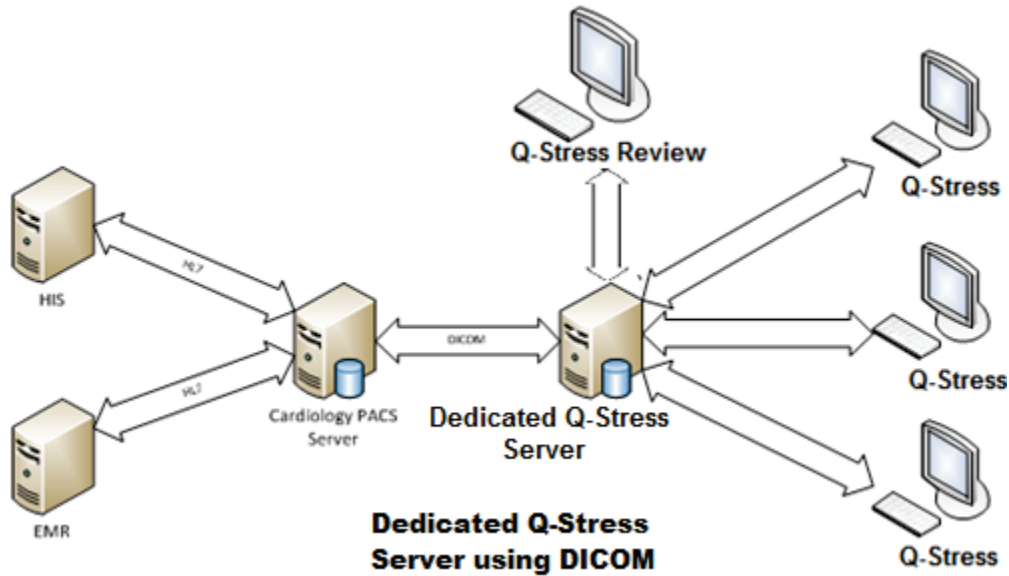 Q-Stress Review
Q-Stress
HL7
HIS
DICOM
Q-Stress
HL7
Cardiology PACS
Server
Dedicated Q-Stress
Server
EMR
Dedicated Q-Stress
Server using DICOM
Q-Stress